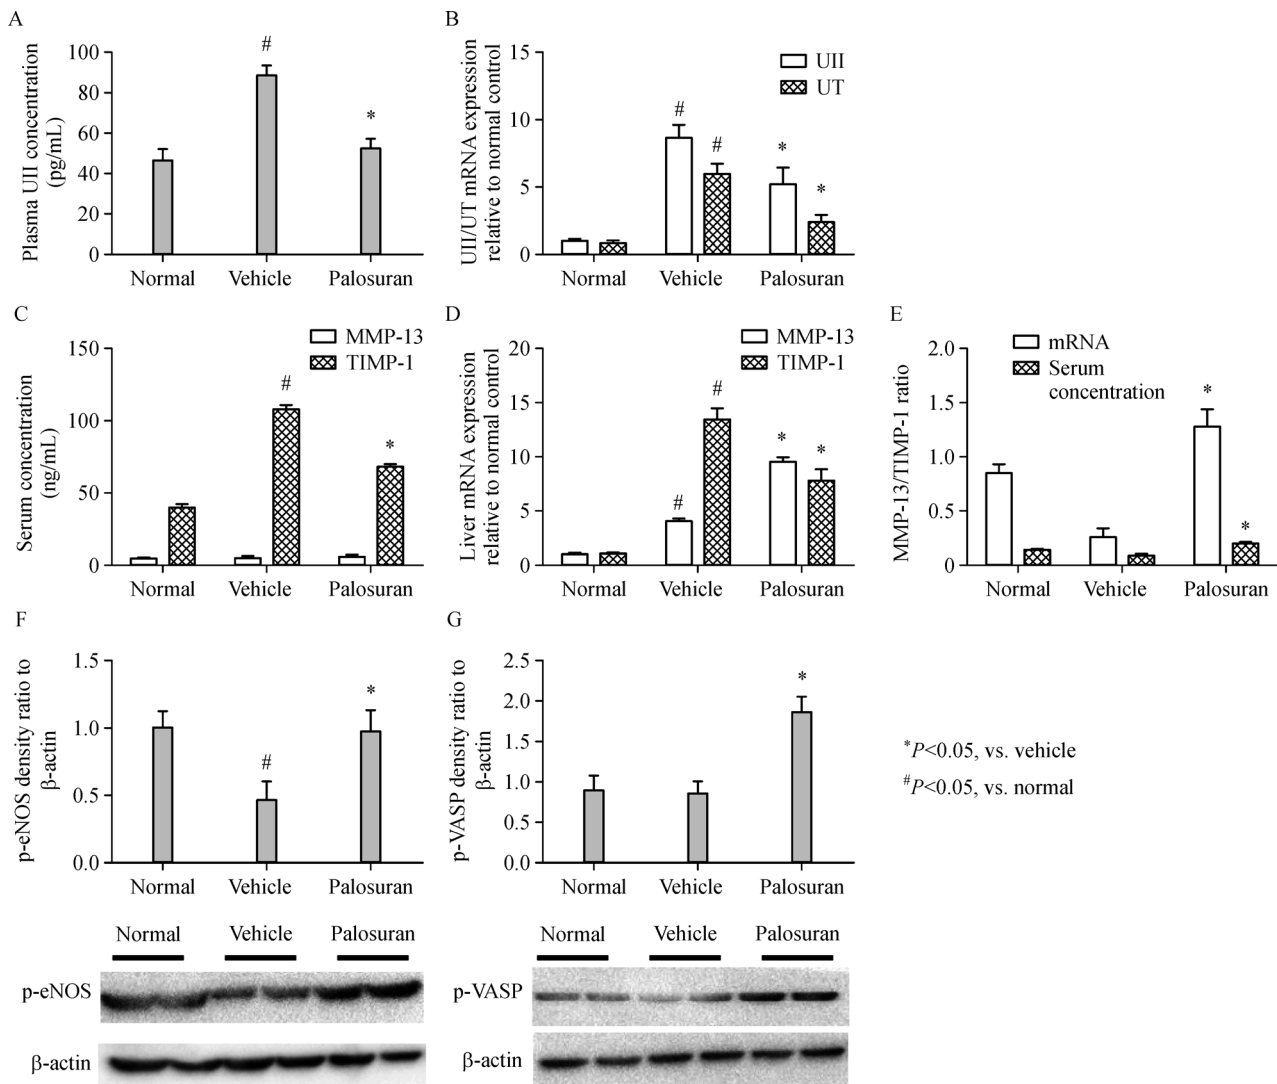 A
Plasma UII concentration
(pg/mL)
100
80
60
40
20
0
#
*
Normal Vehicle Palosuran
B
UII/UT mRNA expression
relative to normal control
15
10
5
0
UII
UT
#
#
*
*
Normal Vehicle Palosuran
C
Serum concentration
(ng/mL)
150
100
50
0
MMP-13
TIMP-1
#
*
Normal Vehicle Palosuran
D
Liver mRNA expression
relative to normal control
20
15
10
5
0
MMP-13
TIMP-1
#
#
*
*
Normal Vehicle Palosuran
E
MMP-13/TIMP-1 ratio
2.0
1.5
1.0
0.5
0
mRNA
Serum
concentration
*
*
Normal Vehicle Palosuran
F
p-eNOS density ratio to
β-actin
1.5
1.0
0.5
0.0
#
*
Normal Vehicle Palosuran
Normal Vehicle Palosuran
p-eNOS
β-actin
G
p-VASP density ratio to
β-actin
2.5
2.0
1.5
1.0
0.5
0.0
*
Normal Vehicle Palosuran
Normal Vehicle Palosuran
p-VASP
β-actin
*P<0.05, vs. vehicle
#P<0.05, vs. normal